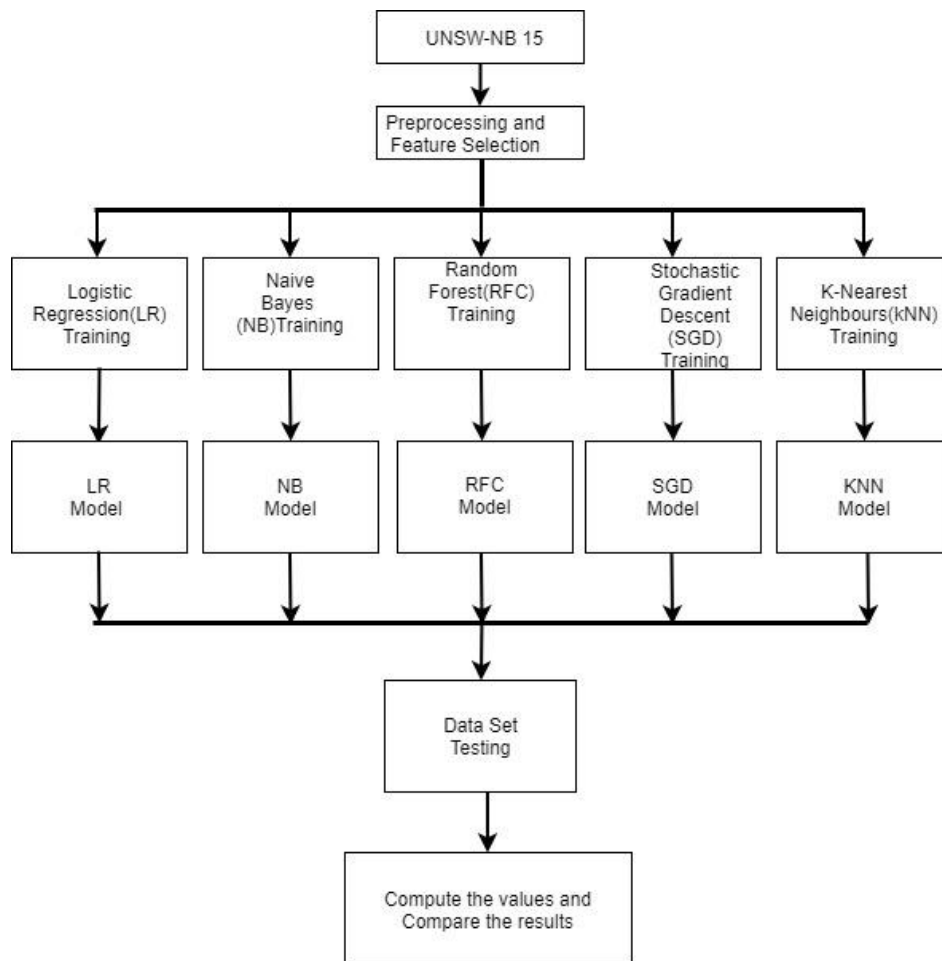 UNSW-NB 15
Preprocessing and
Feature Selection
Logistic
Regression(LR)
Training
Naive
Bayes
(NB)Training
Random
Forest(RFC)
Training
Stochastic
Gradient
Descent
(SGD)
Training
K-Nearest
Neighbours(kNN)
Training
LR
Model
NB
Model
RFC
Model
SGD
Model
KNN
Model
Data Set
Testing
Compute the values and
Compare the results